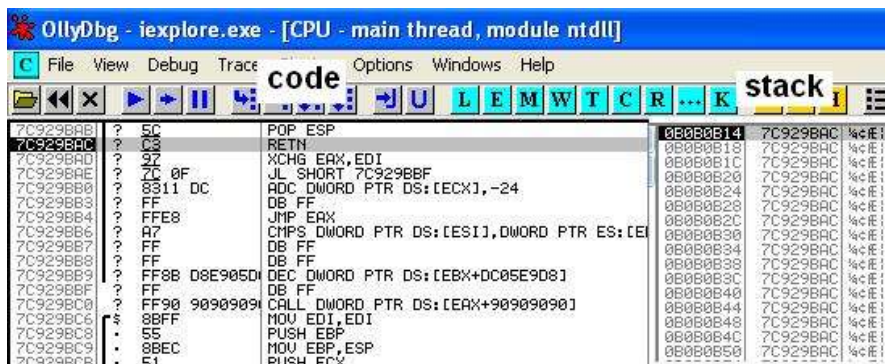 OllyDbg - iexplore.exe - [CPU - main thread, module ntdll]
C File View Debug Trace Options Windows Help
code
stack
L E M W T C R ... K
7C929BAB ? 5C POP ESP
7C929BAC ? C3 RETN
7C929BAD ? 97 XCHG EAX,EDI
7C929BAE ? 7C 0F JL SHORT 7C929BBF
7C929BB0 ? 8311 DC ADC DWORD PTR DS:[ECX],-24
7C929BB3 ? FF DB FF
7C929BB4 ? FFE8 JMP EAX
7C929BB6 ? A7 CMPS DWORD PTR DS:[ESI],DWORD PTR ES:[E
7C929BB7 ? FF DB FF
7C929BB8 ? FF DB FF
7C929BB9 ? FF8B D8E905D DEC DWORD PTR DS:[EBX+DC05E9D8]
7C929BBF ? FF DB FF
7C929BC0 ? FF90 9090909 CALL DWORD PTR DS:[EAX+90909090]
7C929BC6 $ 8BFF MOV EDI,EDI
7C929BC8 . 55 PUSH EBP
7C929BC9 . 8BEC MOV EBP,ESP
7C929BCB . 51 PUSH ECX
0B0B0B14 7C929BAC
0B0B0B18 7C929BAC
0B0B0B1C 7C929BAC
0B0B0B20 7C929BAC
0B0B0B24 7C929BAC
0B0B0B28 7C929BAC
0B0B0B2C 7C929BAC
0B0B0B30 7C929BAC
0B0B0B34 7C929BAC
0B0B0B38 7C929BAC
0B0B0B3C 7C929BAC
0B0B0B40 7C929BAC
0B0B0B44 7C929BAC
0B0B0B48 7C929BAC
0B0B0B4C 7C929BAC
0B0B0B50 7C929BAC